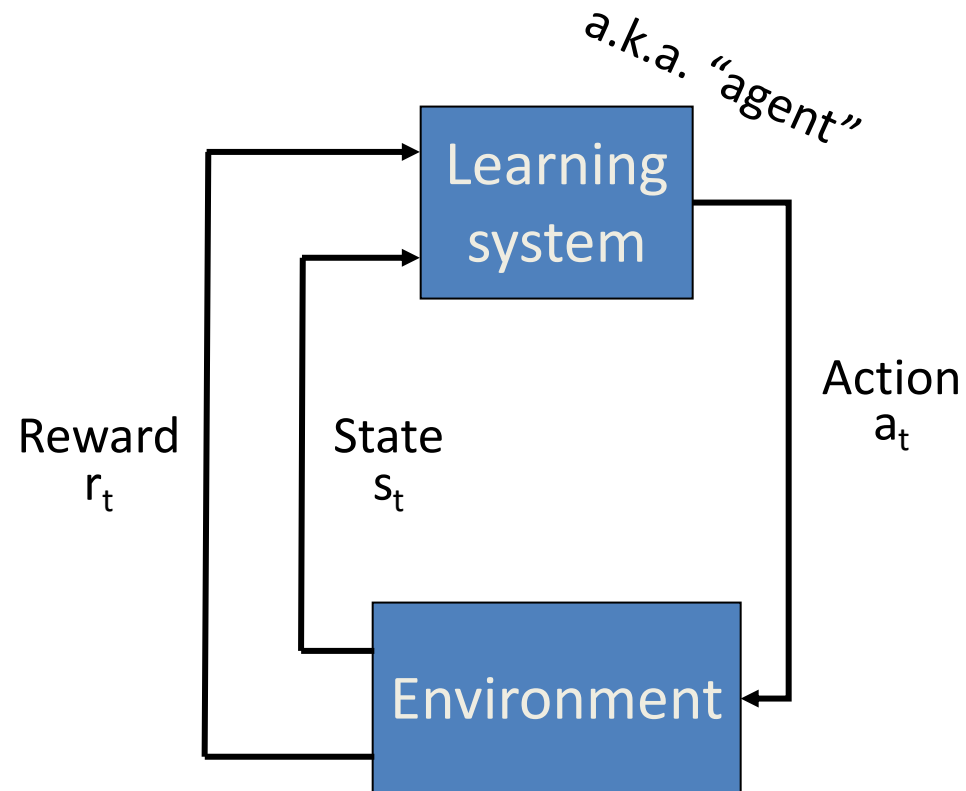 a.k.a. “agent”
Learning
system
Action
aₜ
Reward
rₜ
State
sₜ
Environment